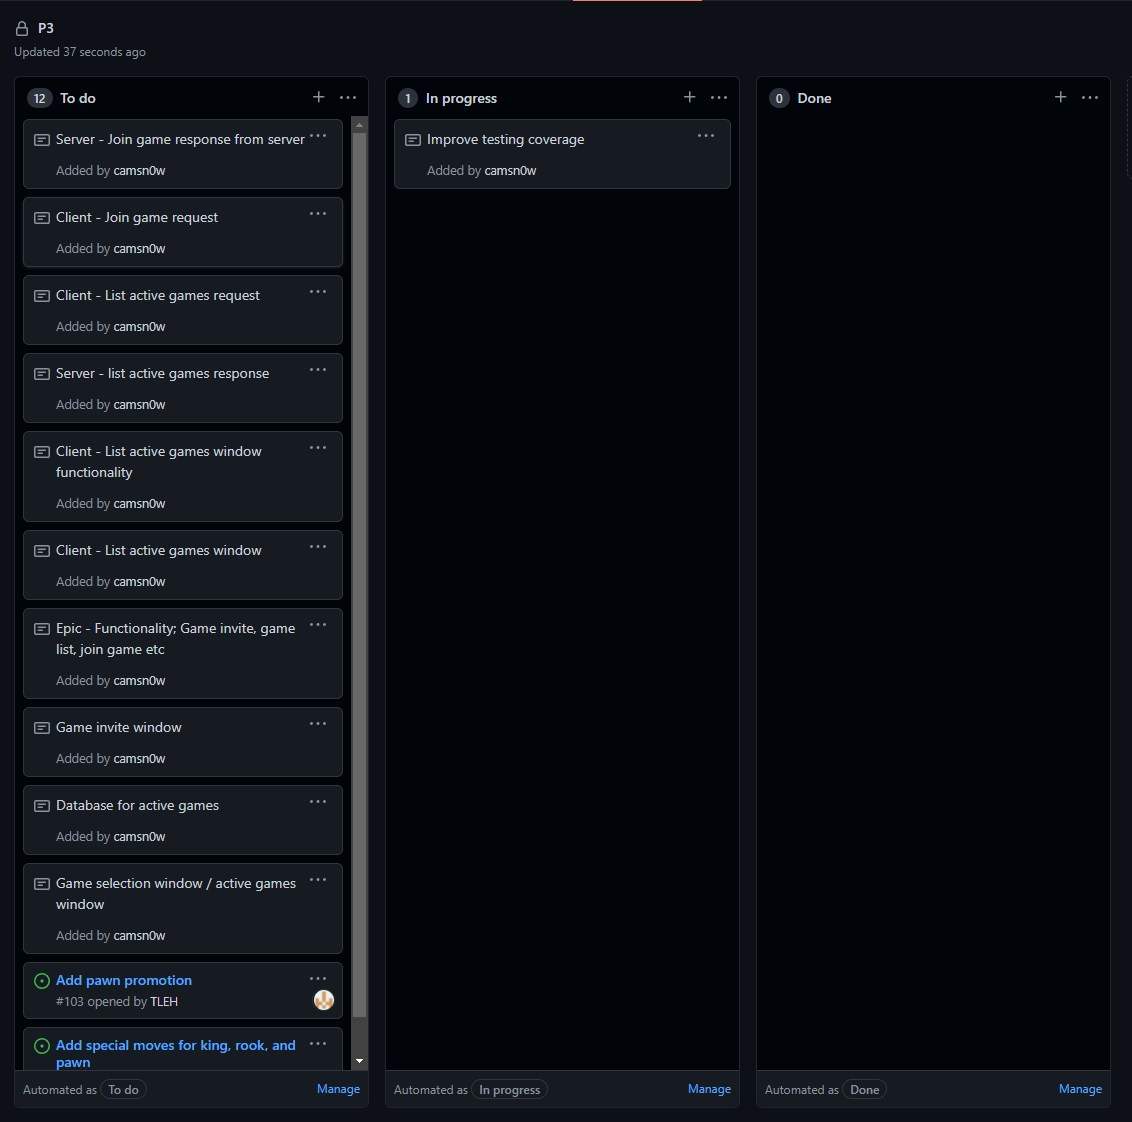 P3
Updated 37 seconds ago
12 To do
Server - Join game response from server
Added by camsn0w
Client - Join game request
Added by camsn0w
Client - List active games request
Added by camsn0w
Server - list active games response
Added by camsn0w
Client - List active games window
functionality
Added by camsn0w
Client - List active games window
Added by camsn0w
Epic - Functionality; Game invite, game
list, join game etc
Added by camsn0w
Game invite window
Added by camsn0w
Database for active games
Added by camsn0w
Game selection window / active games
window
Added by camsn0w
Add pawn promotion
#103 opened by TLEH
Add special moves for king, rook, and
pawn
Automated as To do Manage
1 In progress
Improve testing coverage
Added by camsn0w
Automated as In progress Manage
0 Done
Automated as Done Manage